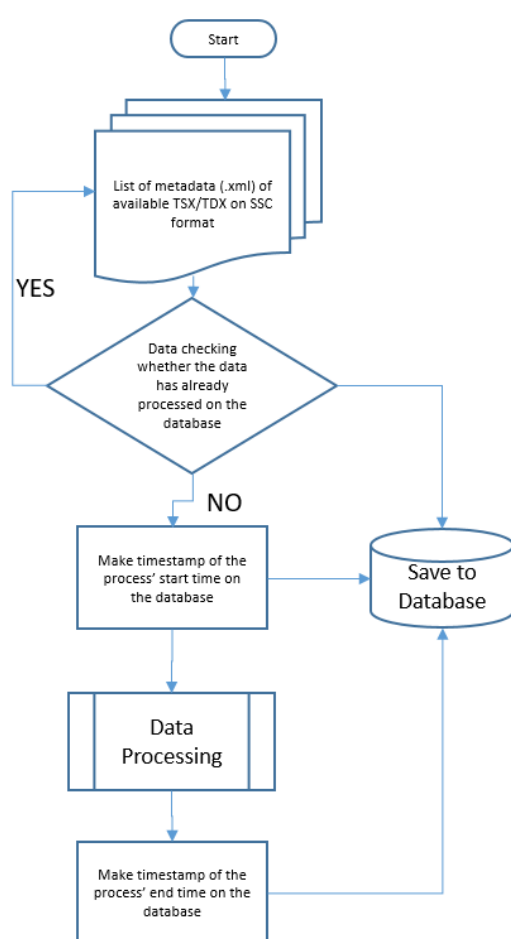 Start
List of metadata (.xml) of
available TSX/TDX on SSC
format
YES
Data checking
whether the data
has already
processed on the
database
NO
Make timestamp of the
process’ start time on
the database
Save to
Database
Data
Processing
Make timestamp of the
process’ end time on the
database